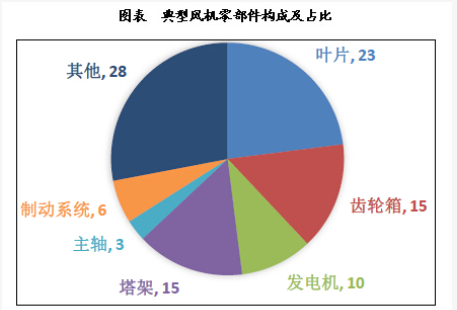 图表 典型风机零部件构成及占比
其他, 28
叶片, 23
制动系统, 6
齿轮箱, 15
主轴, 3
塔架, 15
发电机, 10